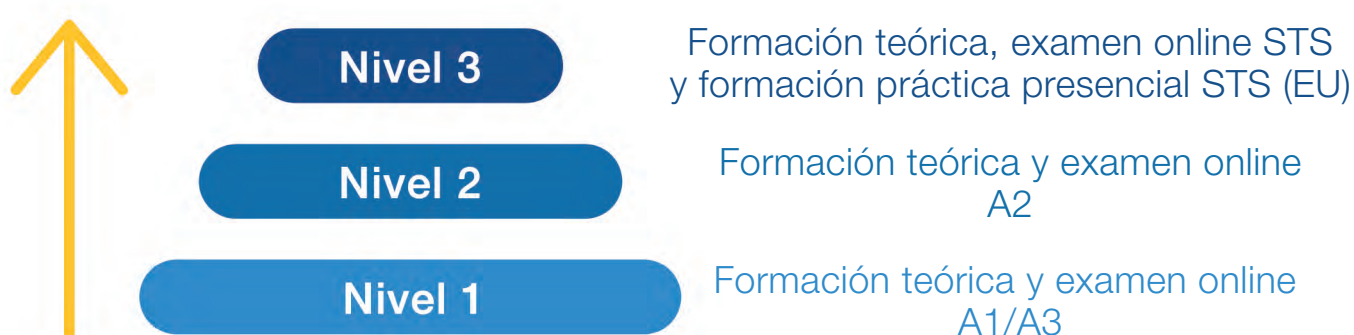 Nivel 3
Formación teórica, examen online STS
y formación práctica presencial STS (EU)
Nivel 2
Formación teórica y examen online
A2
Nivel 1
Formación teórica y examen online
A1/A3